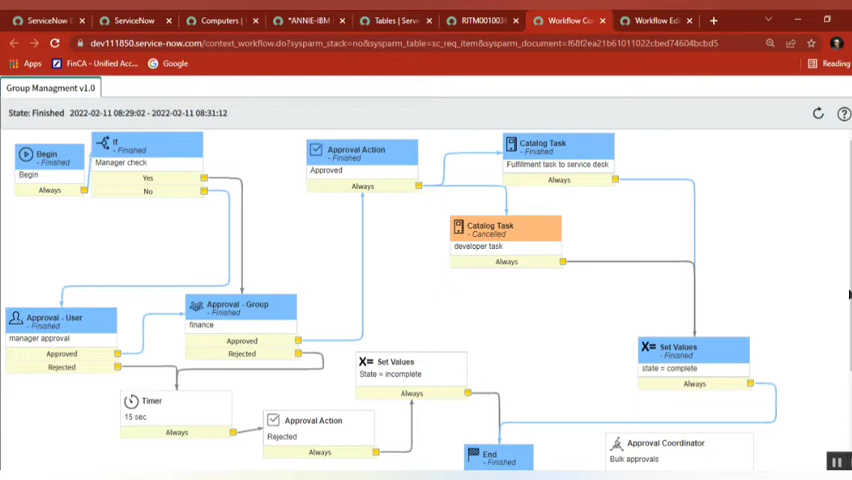 ServiceNow D
ServiceNow
Computers | S
*ANNIE-IBM
Tables | Servi
RITM001003
Workflow Co
Workflow Edi
dev111850.service-now.com/context_workflow.do?sysparm_stack=no&sysparm_table=sc_req_item&sysparm_document=f68f2ea21b61011022cbed74604bcbd5
Apps
FinCA - Unified Acc...
Google
Reading
Group Managment v1.0
State: Finished 2022-02-11 08:29:02 - 2022-02-11 08:31:12
Begin
- Finished
Begin
Always
If
- Finished
Manager check
Yes
No
Approval Action
- Finished
Approved
Always
Catalog Task
- Finished
Fulfillment task to service desk
Always
Catalog Task
- Cancelled
developer task
Always
Approval - User
- Finished
manager approval
Approved
Rejected
Approval - Group
- Finished
finance
Approved
Rejected
Set Values
State = incomplete
Always
Set Values
- Finished
state = complete
Always
Timer
15 sec
Always
Approval Action
Rejected
Always
End
- Finished
Approval Coordinator
Bulk approvals